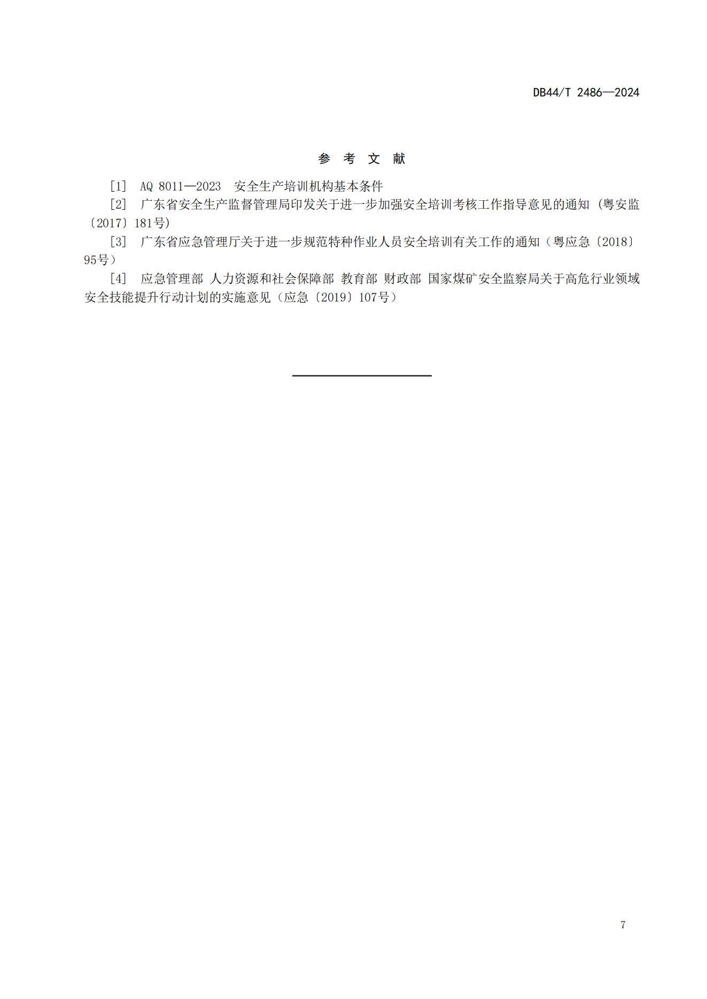 DB44/T 2486—2024
参 考 文 献
[1] AQ 8011—2023 安全生产培训机构基本条件
[2] 广东省安全生产监督管理局印发关于进一步加强安全培训考核工作指导意见的通知 (粤安监
〔2017〕181号)
[3] 广东省应急管理厅关于进一步规范特种作业人员安全培训有关工作的通知（粤应急〔2018〕
95号）
[4] 应急管理部 人力资源和社会保障部 教育部 财政部 国家煤矿安全监察局关于高危行业领域
安全技能提升行动计划的实施意见（应急〔2019〕107号）
7